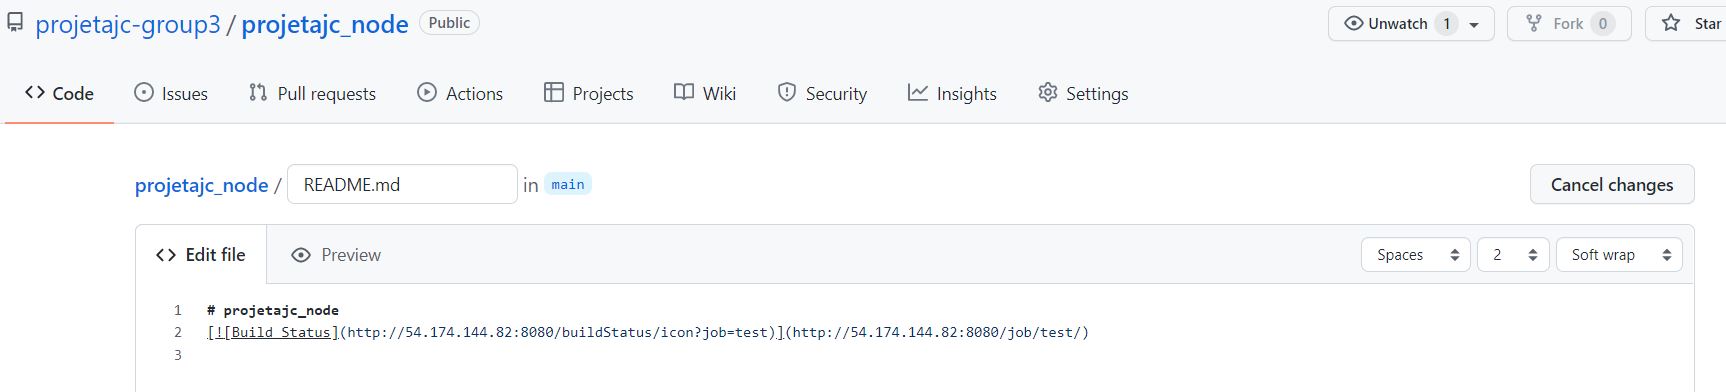 projetajc-group3 / projetajc_node Public Unwatch 1 Fork 0 Star
Code Issues Pull requests Actions Projects Wiki Security Insights Settings
projetajc_node / README.md in main Cancel changes
Edit file Preview Spaces 2 Soft wrap
1 # projetajc_node
2 [![Build Status](http://54.174.144.82:8080/buildStatus/icon?job=test)](http://54.174.144.82:8080/job/test/)
3